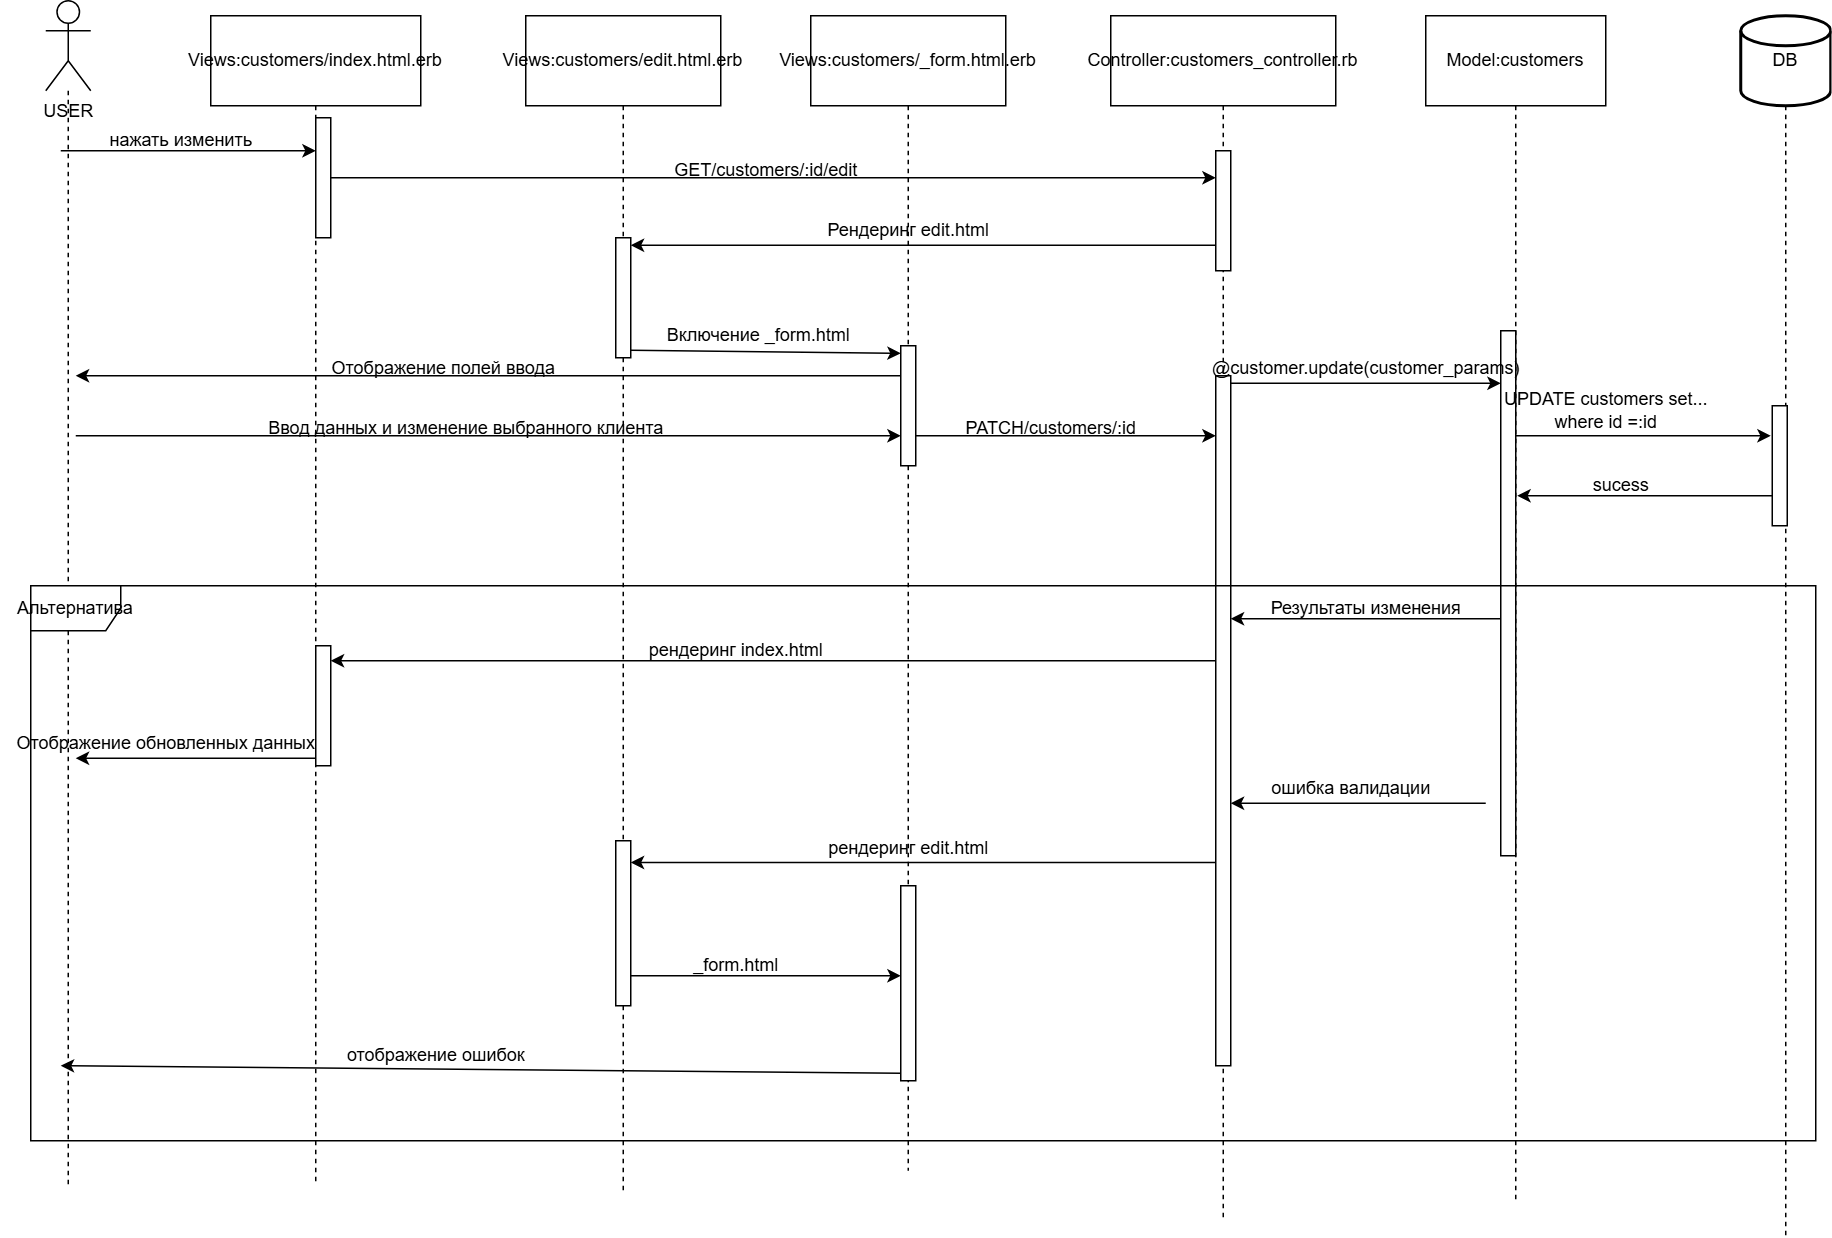 Views:customers/index.html.erb
Views:customers/edit.html.erb
Views:customers/_form.html.erb
Controller:customers_controller.rb
Model:customers
DB
USER
нажать изменить
GET/customers/:id/edit
Рендеринг edit.html
Включение _form.html
Отображение полей ввода
@customer.update(customer_params)
UPDATE customers set...
where id =:id
Ввод данных и изменение выбранного клиента
PATCH/customers/:id
sucess
Альтернатива
Результаты изменения
рендеринг index.html
Отображение обновленных данных
ошибка валидации
рендеринг edit.html
_form.html
отображение ошибок